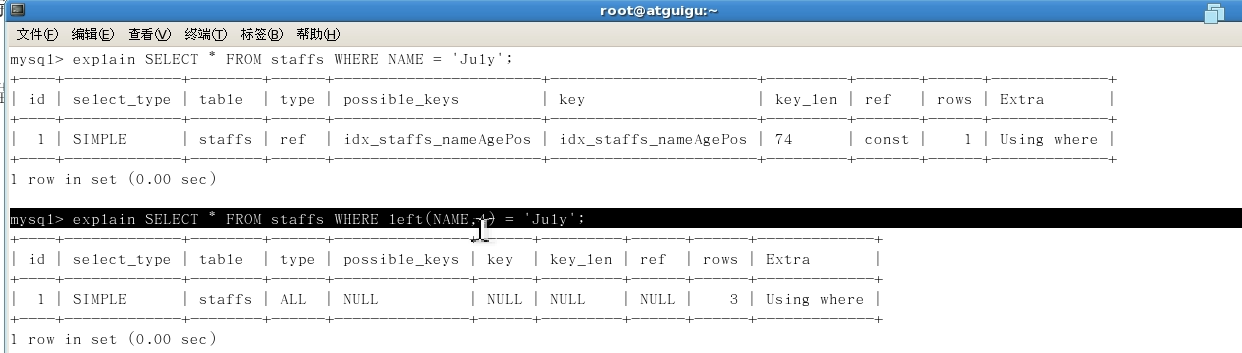 root@atguigu:~
文件(F) 编辑(E) 查看(V) 终端(T) 标签(B) 帮助(H)
mysql> explain SELECT * FROM staffs WHERE NAME = 'July';
+----+-------------+--------+------+-----------------------+-----------------------+---------+-------+------+-------------+
| id | select_type | table  | type | possible_keys         | key                   | key_len | ref   | rows | Extra       |
+----+-------------+--------+------+-----------------------+-----------------------+---------+-------+------+-------------+
|  1 | SIMPLE      | staffs | ref  | idx_staffs_nameAgePos | idx_staffs_nameAgePos | 74      | const |    1 | Using where |
+----+-------------+--------+------+-----------------------+-----------------------+---------+-------+------+-------------+
1 row in set (0.00 sec)
mysql> explain SELECT * FROM staffs WHERE left(NAME,4) = 'July';
+----+-------------+--------+------+---------------+------+---------+------+------+-------------+
| id | select_type | table  | type | possible_keys | key  | key_len | ref  | rows | Extra       |
+----+-------------+--------+------+---------------+------+---------+------+------+-------------+
|  1 | SIMPLE      | staffs | ALL  | NULL          | NULL | NULL    | NULL |    3 | Using where |
+----+-------------+--------+------+---------------+------+---------+------+------+-------------+
1 row in set (0.00 sec)